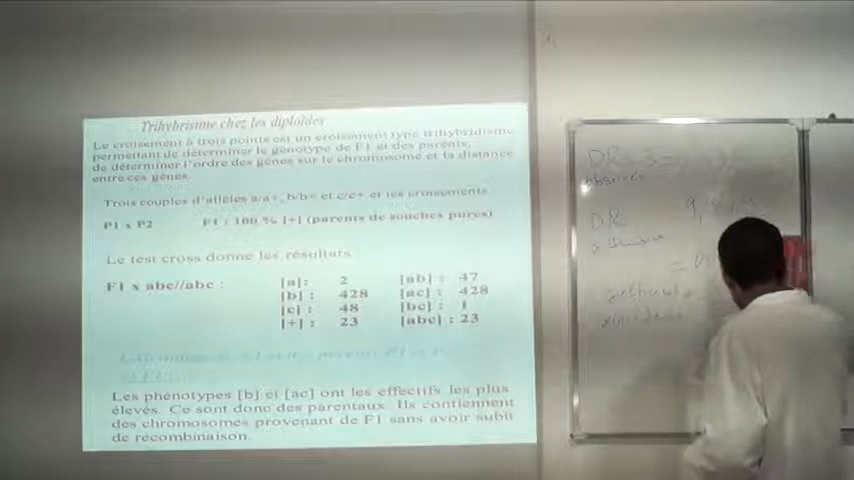 Trihybrisme chez les diploïdes
Le croisement à trois points est un croisement type trihybridisme
permettant de déterminer le génotype de F1 et des parents,
de déterminer l'ordre des gènes sur le chromosome et la distance
entre ces gènes.
Trois couples d'allèles a/a+, b/b+ et c/c+ et les croisements
P1 x P2 F1 : 100 % [+] (parents de souches pures)
Le test cross donne les résultats
F1 x abc//abc : [a]: 2 [ab] : 47
[b] : 428 [ac] : 428
[c] : 48 [bc] : 1
[+] : 23 [abc] : 23
Les phénotypes [b] et [ac] ont les effectifs les plus
élevés. Ce sont donc des parentaux. Ils contiennent
des chromosomes provenant de F1 sans avoir subit
de recombinaison.
DR
observés
DR
=